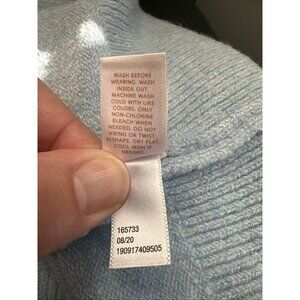 WASH BEFORE
WEARING. WASH
INSIDE OUT.
MACHINE WASH
COLD WITH LIKE
COLORS. ONLY
NON-CHLORINE
BLEACH WHEN
NEEDED. DO NOT
WRING OR TWIST.
RESHAPE. DRY FLAT.
COOL IRON IF
NEEDED.
165733
08/20
190917409505